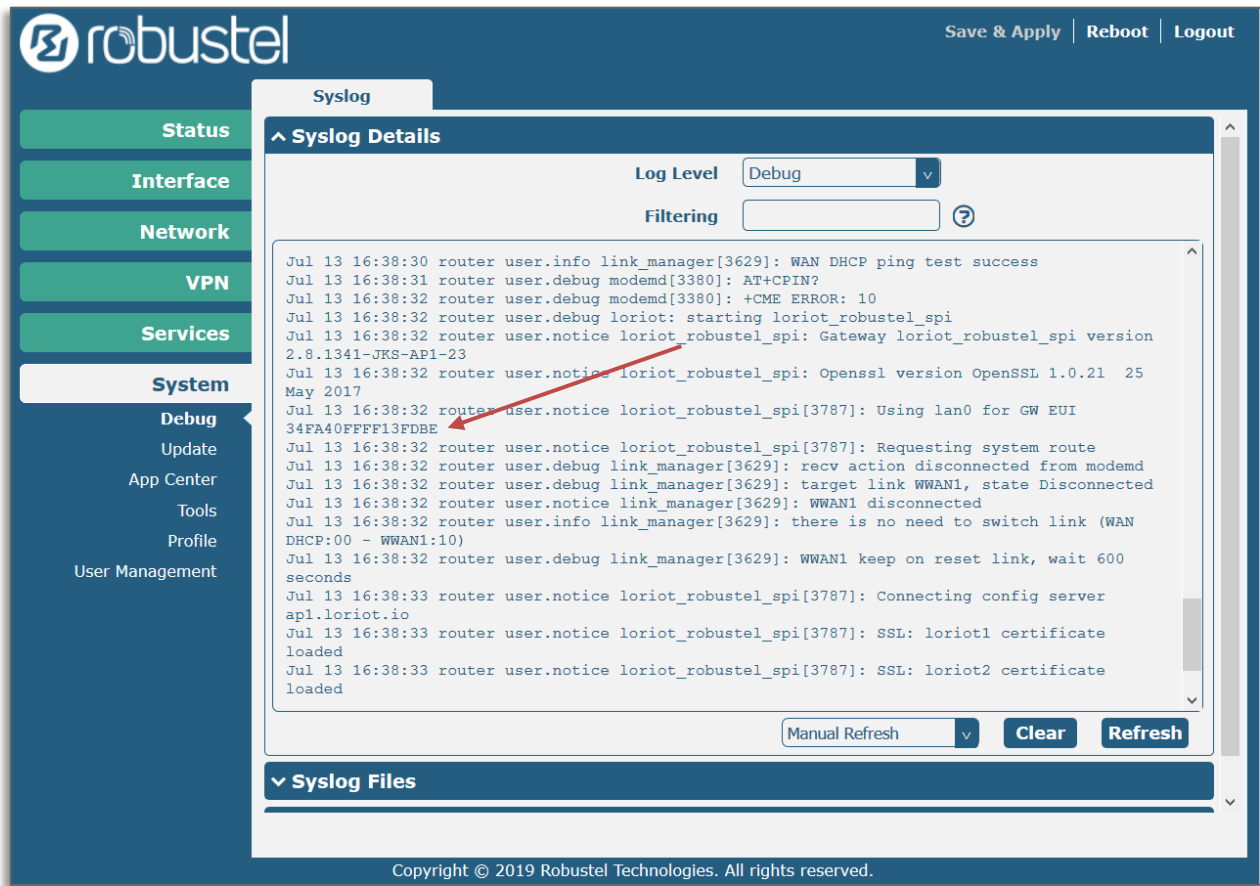 robustel
Save & Apply Reboot Logout
Syslog
Status
Interface
Network
VPN
Services
System
Debug
Update
App Center
Tools
Profile
User Management
Syslog Details
Log Level Debug v
Filtering ?
Jul 13 16:38:30 router user.info link_manager[3629]: WAN DHCP ping test success
Jul 13 16:38:31 router user.debug modemd[3380]: AT+CPIN?
Jul 13 16:38:32 router user.debug modemd[3380]: +CME ERROR: 10
Jul 13 16:38:32 router user.debug loriot: starting loriot_robustel_spi
Jul 13 16:38:32 router user.notice loriot_robustel_spi: Gateway loriot_robustel_spi version
2.8.1341-JKS-AP1-23
Jul 13 16:38:32 router user.notice loriot_robustel_spi: Openssl version OpenSSL 1.0.2l 25
May 2017
Jul 13 16:38:32 router user.notice loriot_robustel_spi[3787]: Using lan0 for GW EUI
34FA40FFFF13FDBE
Jul 13 16:38:32 router user.notice loriot_robustel_spi[3787]: Requesting system route
Jul 13 16:38:32 router user.debug link_manager[3629]: recv action disconnected from modemd
Jul 13 16:38:32 router user.debug link_manager[3629]: target link WWAN1, state Disconnected
Jul 13 16:38:32 router user.notice link_manager[3629]: WWAN1 disconnected
Jul 13 16:38:32 router user.info link_manager[3629]: there is no need to switch link (WAN
DHCP:00 - WWAN1:10)
Jul 13 16:38:32 router user.debug link_manager[3629]: WWAN1 keep on reset link, wait 600
seconds
Jul 13 16:38:33 router user.notice loriot_robustel_spi[3787]: Connecting config server
ap1.loriot.io
Jul 13 16:38:33 router user.notice loriot_robustel_spi[3787]: SSL: loriot1 certificate
loaded
Jul 13 16:38:33 router user.notice loriot_robustel_spi[3787]: SSL: loriot2 certificate
loaded
Manual Refresh v Clear Refresh
Syslog Files
Copyright © 2019 Robustel Technologies. All rights reserved.